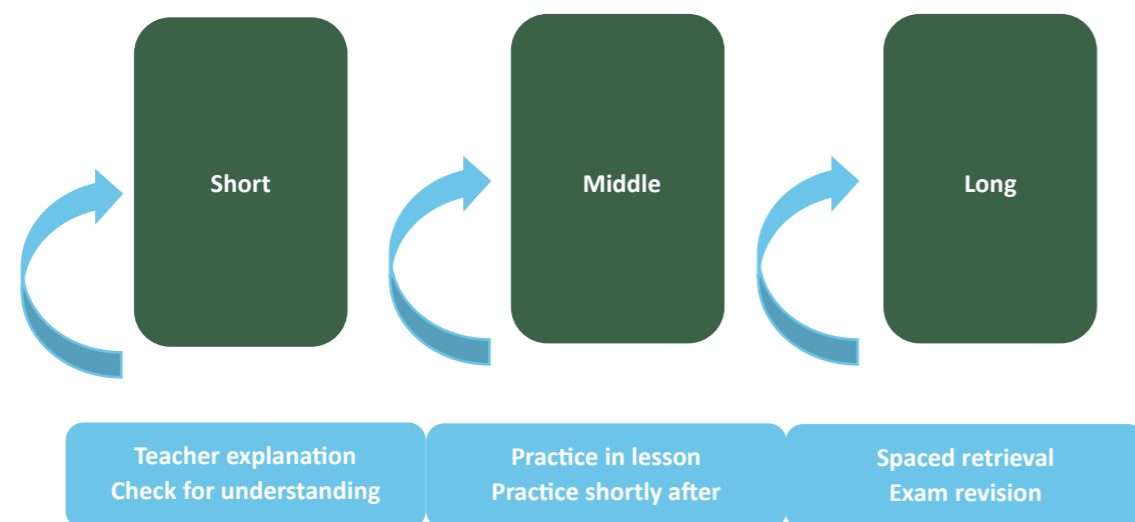 Short
Middle
Long
Teacher explanation
Check for understanding
Practice in lesson
Practice shortly after
Spaced retrieval
Exam revision